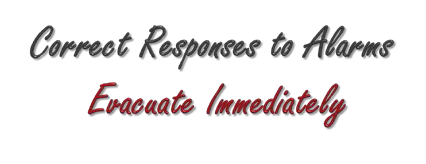 Correct Responses to Alarms
Evacuate Immediately